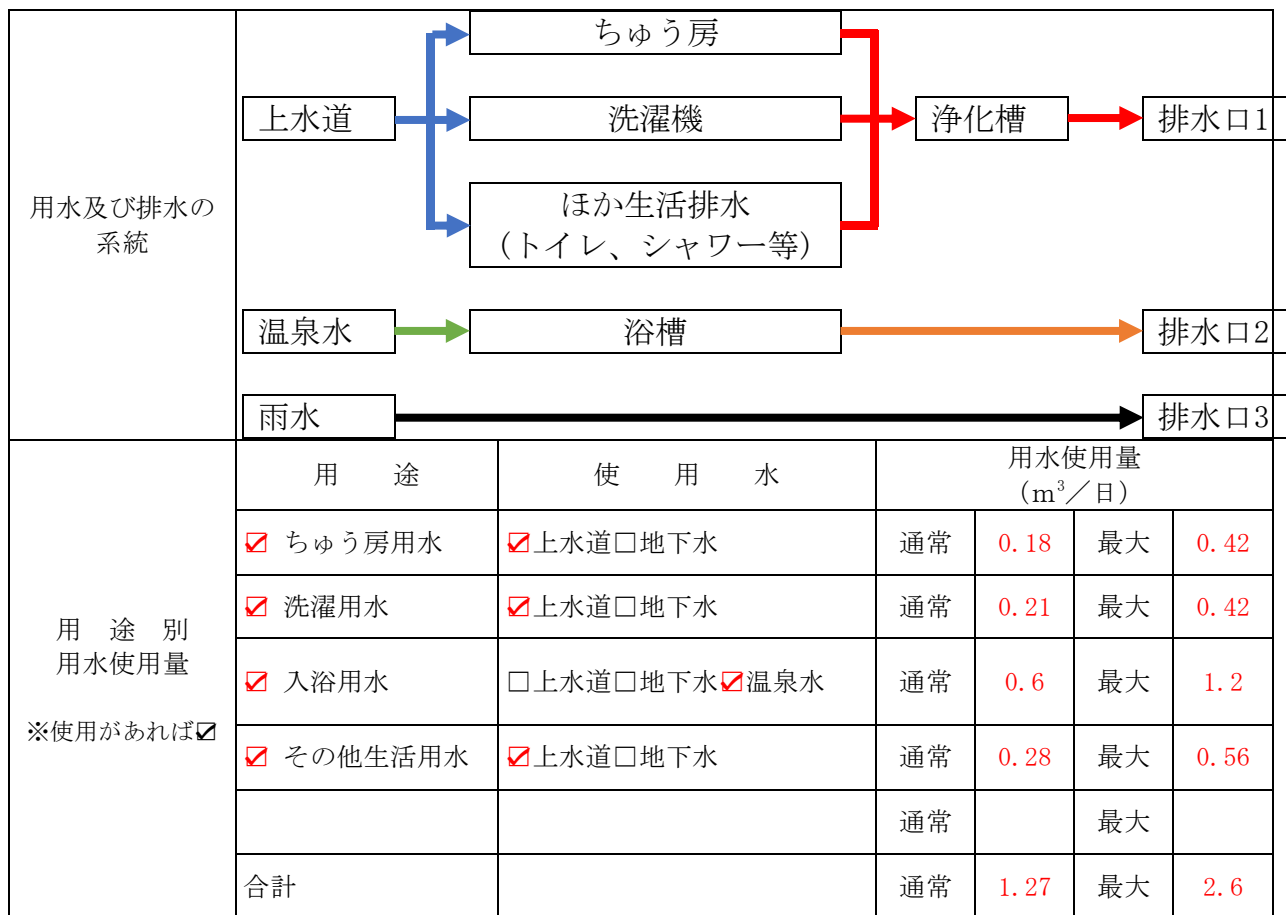 用水及び排水の
系統
ちゅう房
上水道
洗濯機
浄化槽
排水口1
ほか生活排水
（トイレ、シャワー等）
温泉水
浴槽
排水口2
雨水
排水口3
用途別
用水使用量
※使用があれば☑
用　途
使　用　水
用水使用量
（m³／日）
☑ ちゅう房用水
☑上水道□地下水
通常
0.18
最大
0.42
☑ 洗濯用水
☑上水道□地下水
通常
0.21
最大
0.42
☑ 入浴用水
□上水道□地下水☑温泉水
通常
0.6
最大
1.2
☑ その他生活用水
☑上水道□地下水
通常
0.28
最大
0.56
通常
最大
合計
通常
1.27
最大
2.6